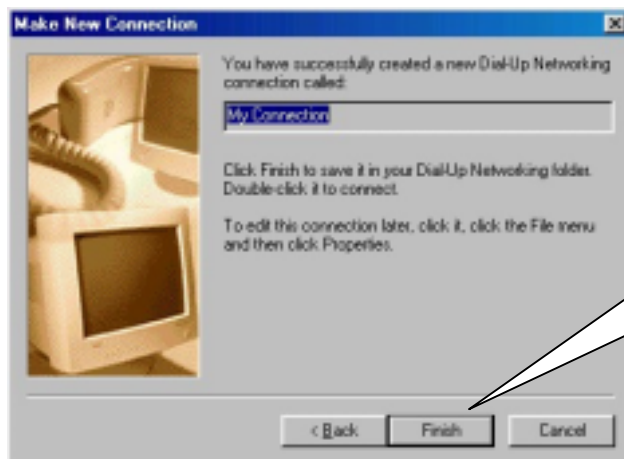 Make New Connection
You have successfully created a new Dial-Up Networking
connection called:
My Connection
Click Finish to save it in your Dial-Up Networking folder.
Double-click it to connect.
To edit this connection later, click it, click the File menu
and then click Properties.
< Back
Finish
Cancel